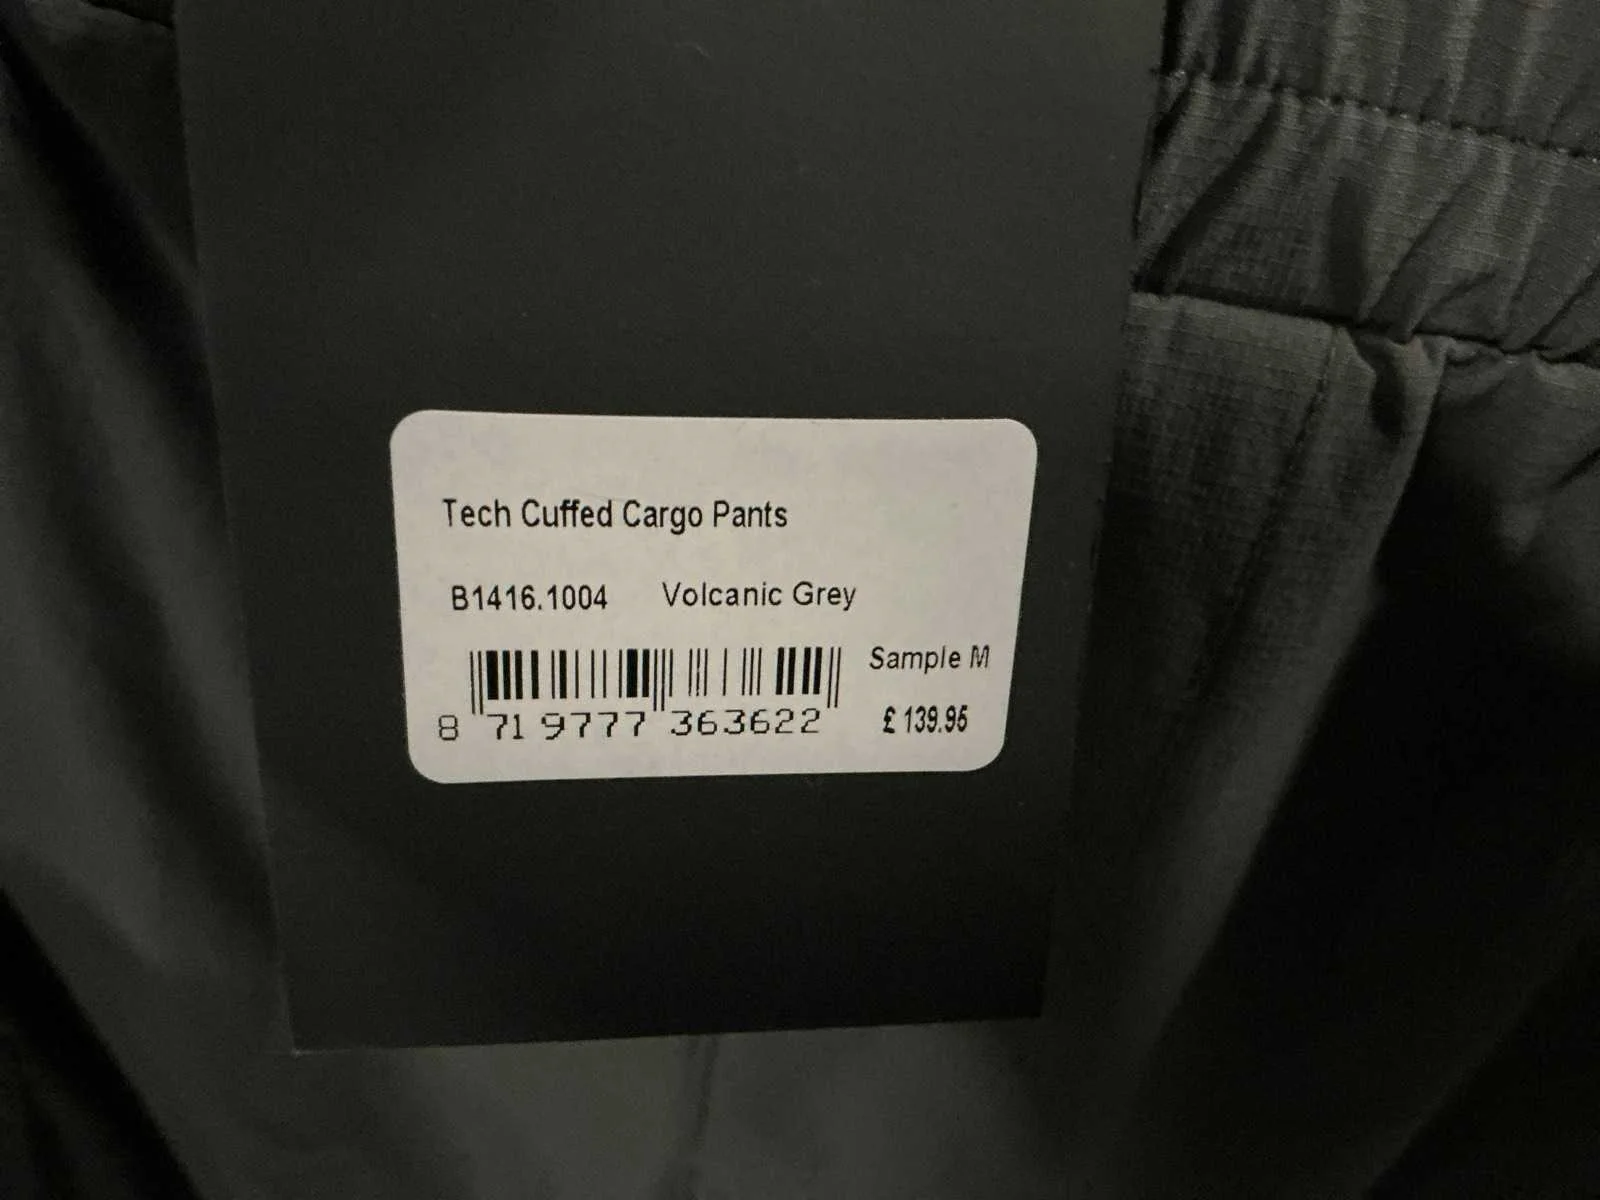 Tech Cuffed Cargo Pants
B1416.1004 Volcanic Grey
Sample M
8 719777 363622 £ 139.95